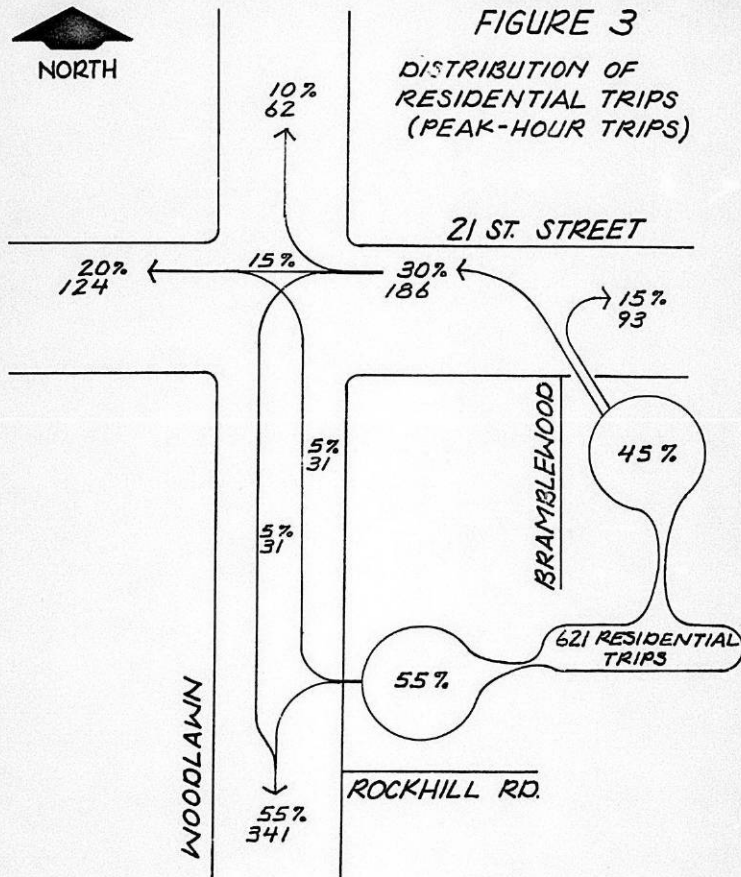 NORTH
FIGURE 3
DISTRIBUTION OF
RESIDENTIAL TRIPS
(PEAK-HOUR TRIPS)
10%
62
21 ST. STREET
20%
124
15%
30%
186
15%
93
5%
31
5%
31
BRAMBLEWOOD
45%
621 RESIDENTIAL
TRIPS
55%
WOODLAWN
ROCKHILL RD.
55%
341